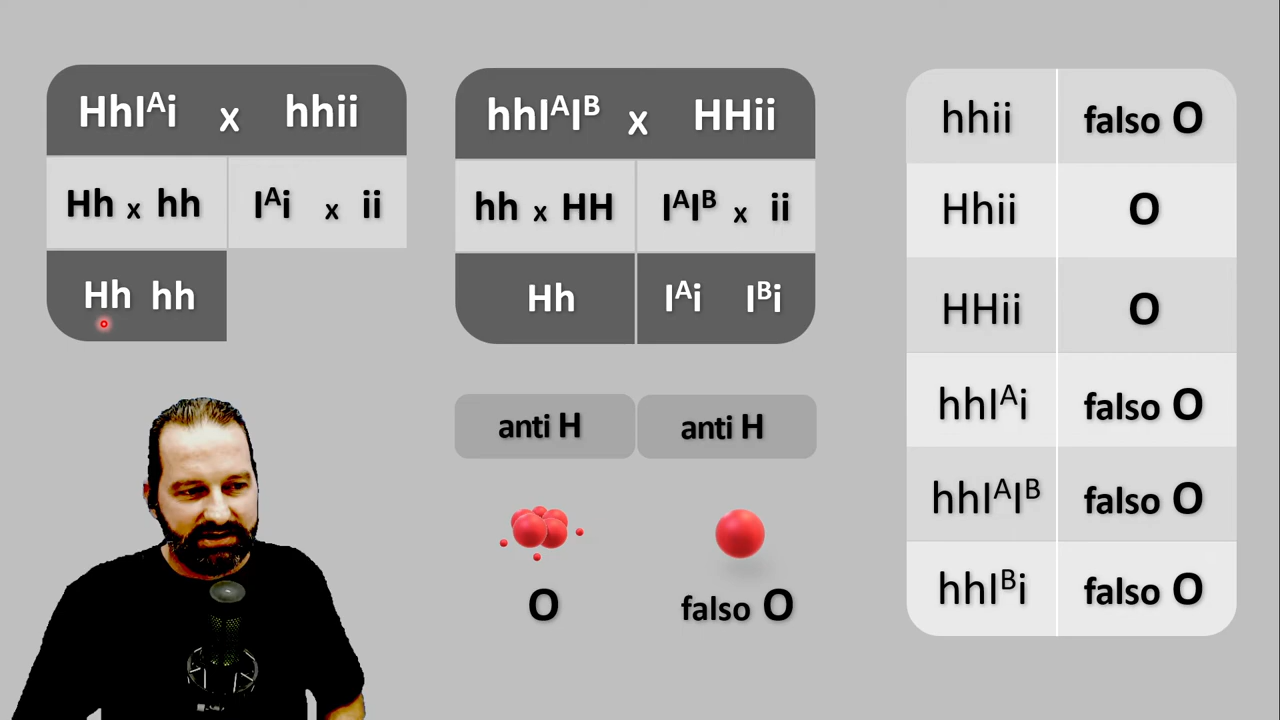 HhIᴬi x hhii
Hh x hh Iᴬi x ii
Hh hh
hhIᴬIᴮ x HHii
hh x HH IᴬIᴮ x ii
Hh Iᴬi Iᴮi
anti H anti H
O falso O
hhii falso O
Hhii O
HHii O
hhIᴬi falso O
hhIᴬIᴮ falso O
hhIᴮi falso O